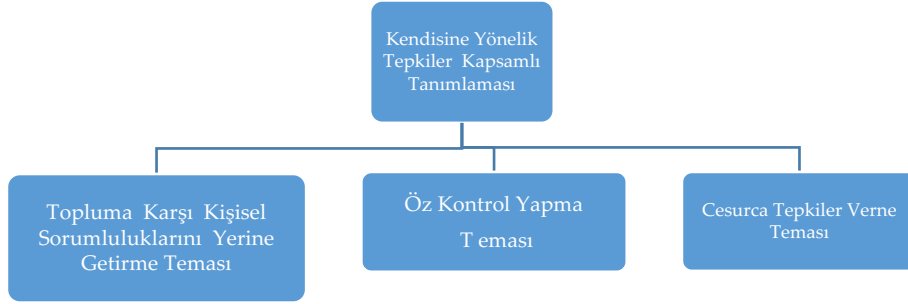 Kendisine Yönelik
Tepkiler Kapsamlı
Tanımlaması
Topluma Karşı Kişisel
Sorumluluklarını Yerine
Getirme Teması
Öz Kontrol Yapma
T eması
Cesurca Tepkiler Verne
Teması